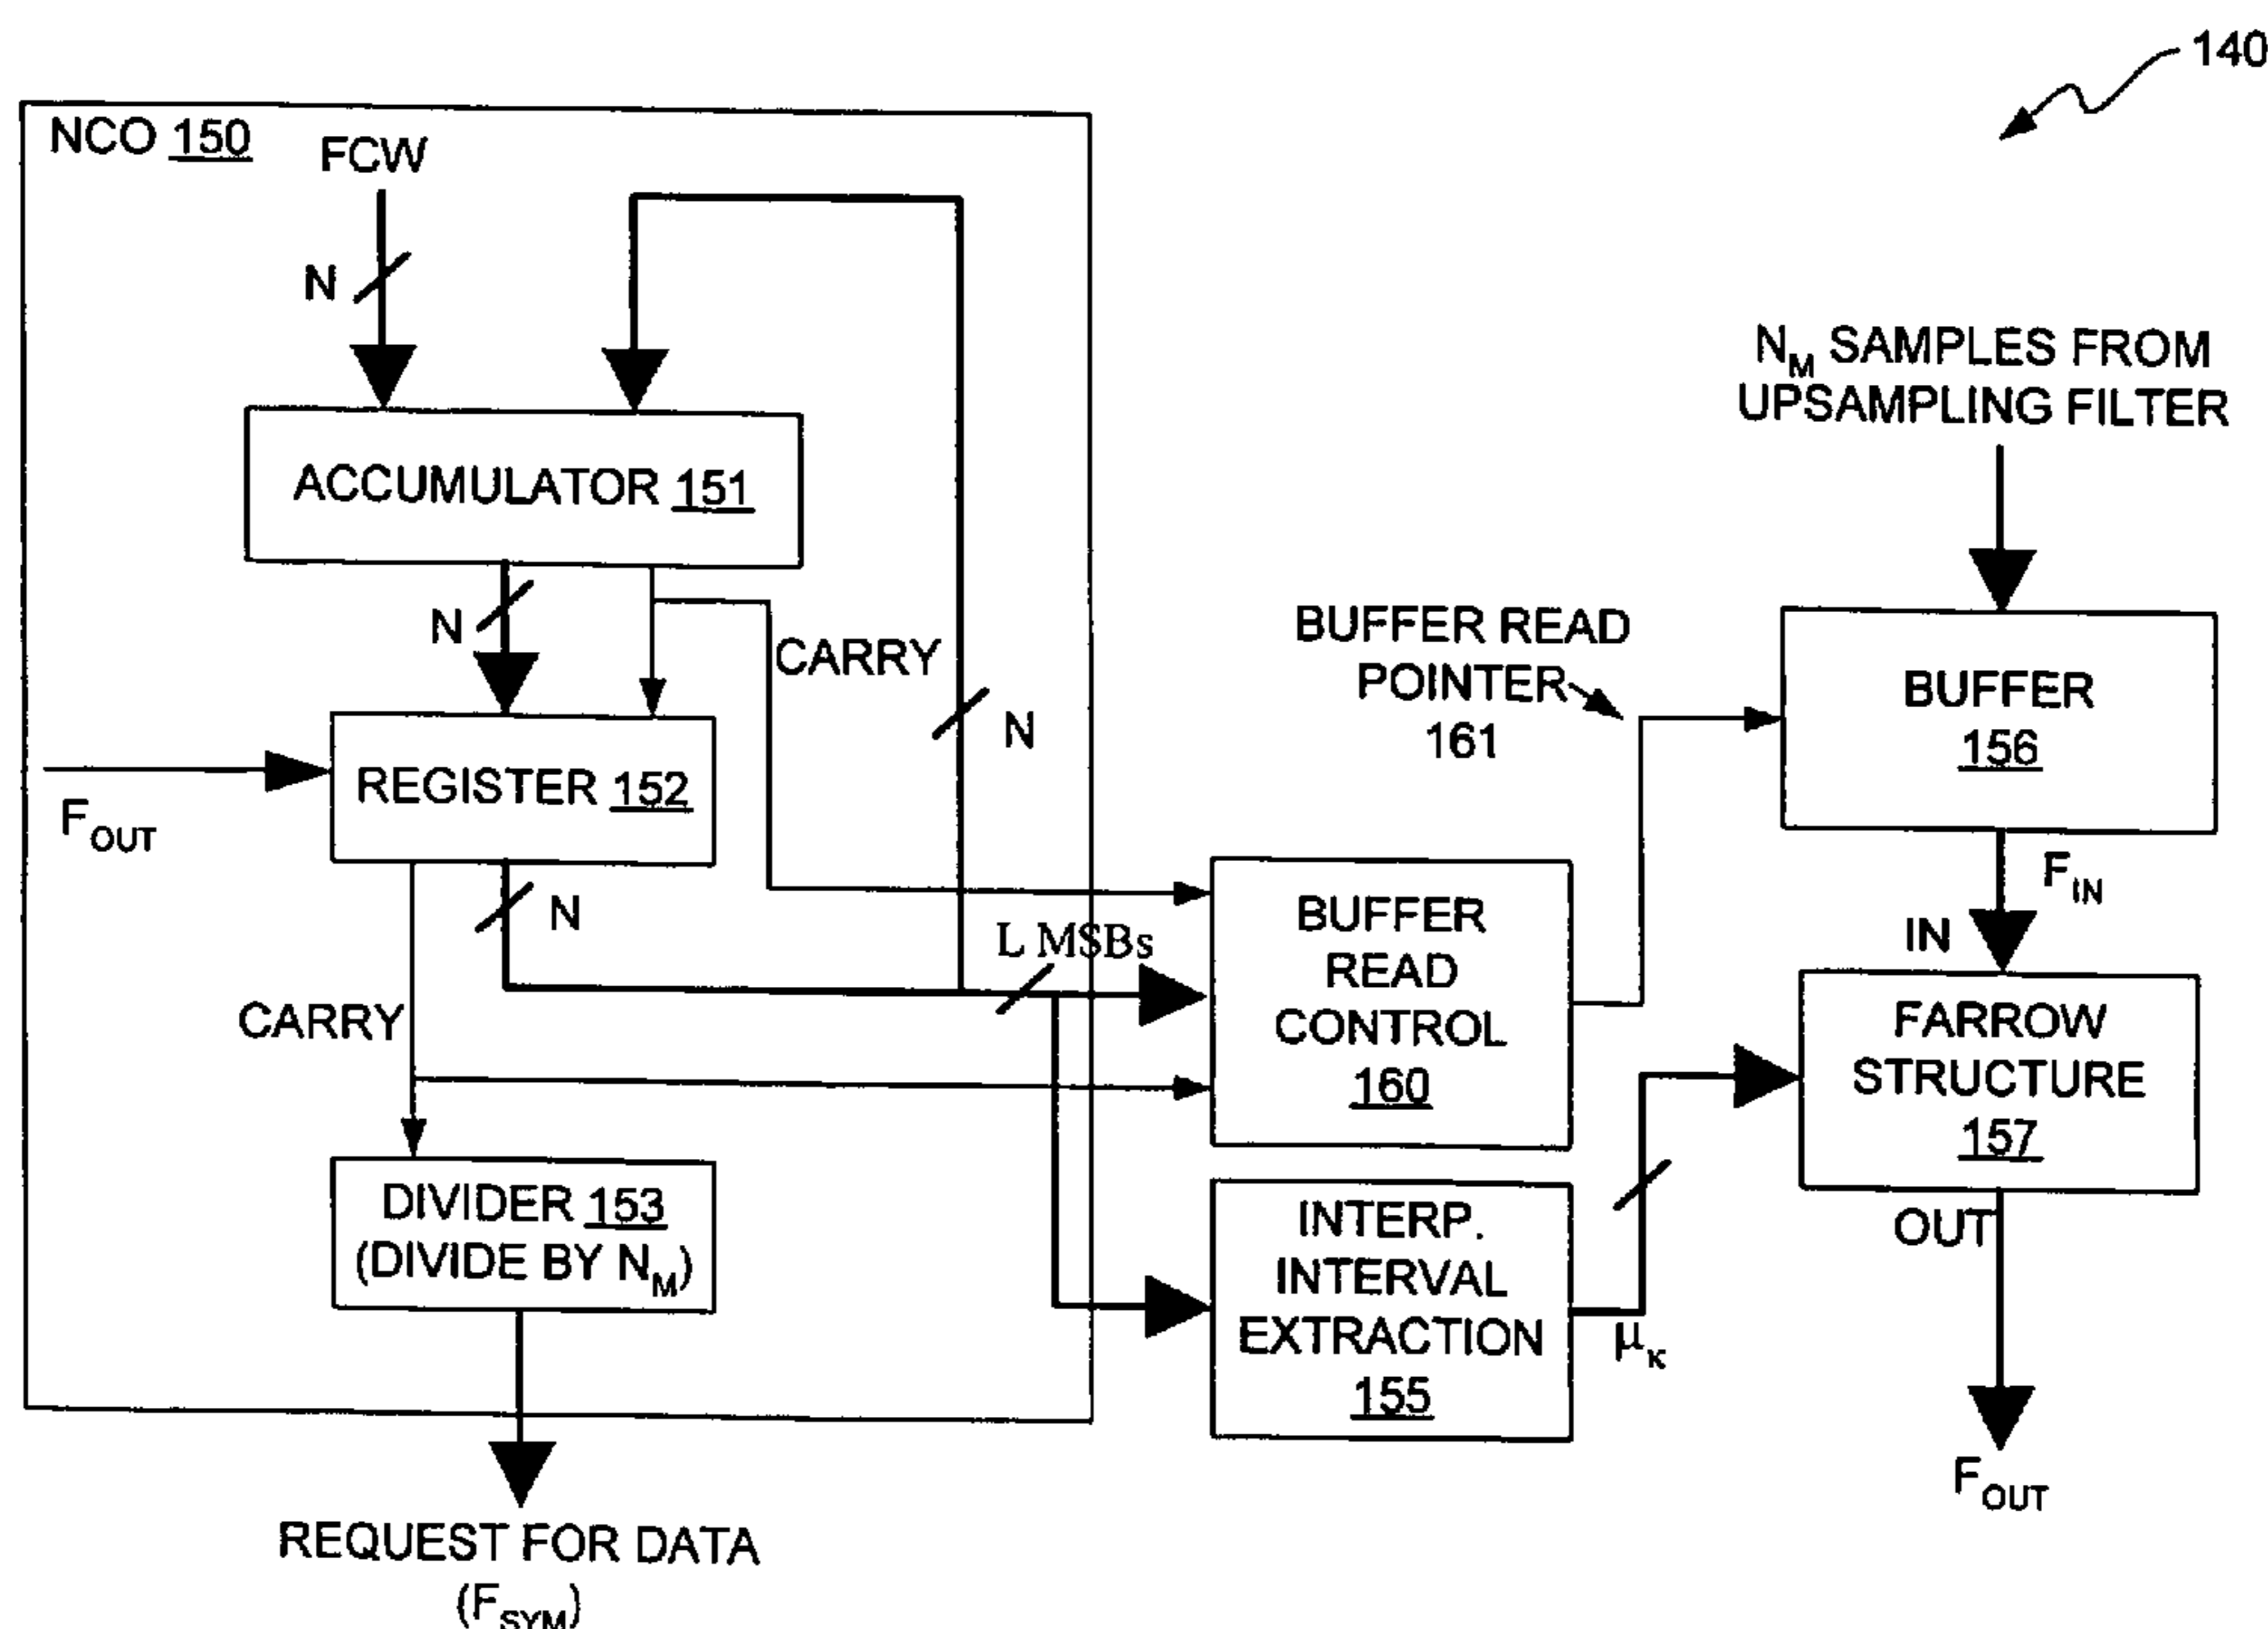 140
NCO 150
FCW
N
N_M SAMPLES FROM
UPSAMPLING FILTER
ACCUMULATOR 151
N
CARRY
N
BUFFER READ
POINTER
161
BUFFER
156
F_OUT
REGISTER 152
N
L MSBs
BUFFER
READ
CONTROL
160
F_IN
IN
FARROW
STRUCTURE
157
CARRY
DIVIDER 153
(DIVIDE BY N_M)
INTERP.
INTERVAL
EXTRACTION
155
μ_κ
OUT
F_OUT
REQUEST FOR DATA
(F_SYM)